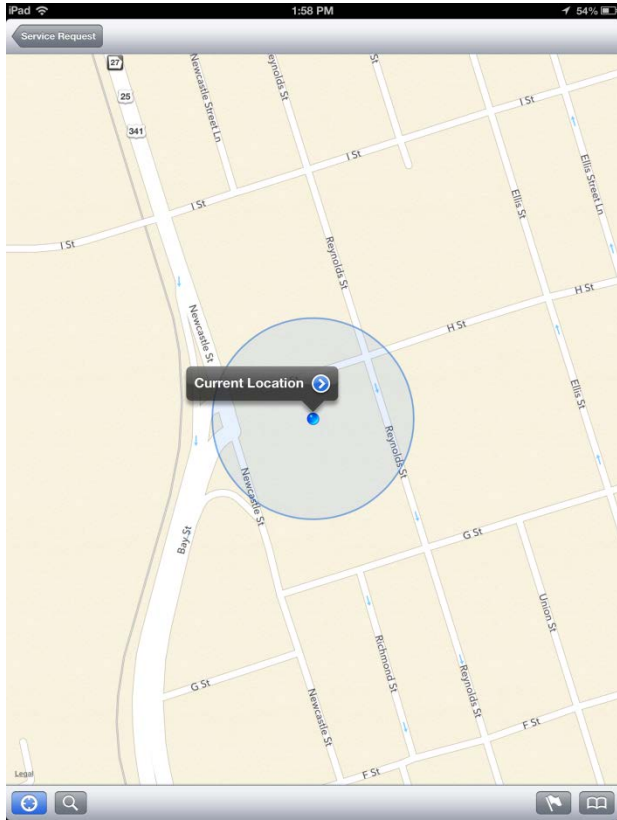 iPad
1:58 PM
54%
Service Request
27
25
341
Newcastle Street Ln
eynolds St
St
I St
I St
I St
I St
Ellis Street Ln
Ellis St
Reynolds St
H St
H St
Newcastle St
Current Location
Ellis St
Reynolds St
Newcastle St
G St
Bay St
Union St
Richmond St
Reynolds St
G St
Newcastle St
F St
F St
Legal